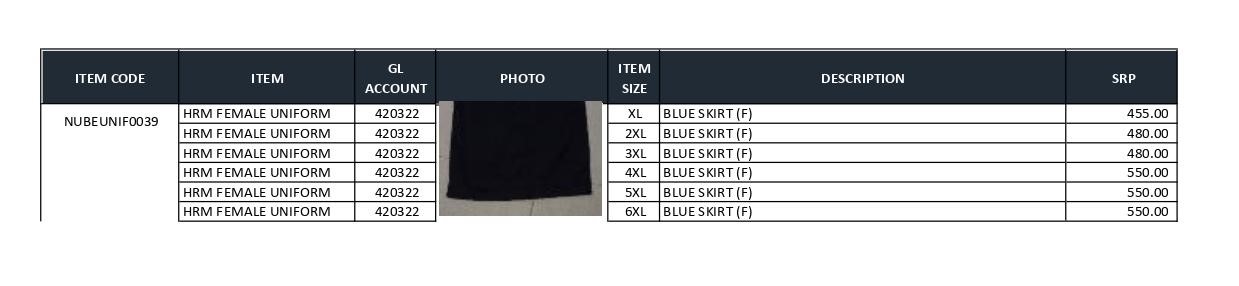 ITEM CODE ITEM GL ACCOUNT PHOTO ITEM SIZE DESCRIPTION SRP
NUBEUNIF0039 HRM FEMALE UNIFORM 420322 XL BLUE SKIRT (F) 455.00
HRM FEMALE UNIFORM 420322 2XL BLUE SKIRT (F) 480.00
HRM FEMALE UNIFORM 420322 3XL BLUE SKIRT (F) 480.00
HRM FEMALE UNIFORM 420322 4XL BLUE SKIRT (F) 550.00
HRM FEMALE UNIFORM 420322 5XL BLUE SKIRT (F) 550.00
HRM FEMALE UNIFORM 420322 6XL BLUE SKIRT (F) 550.00